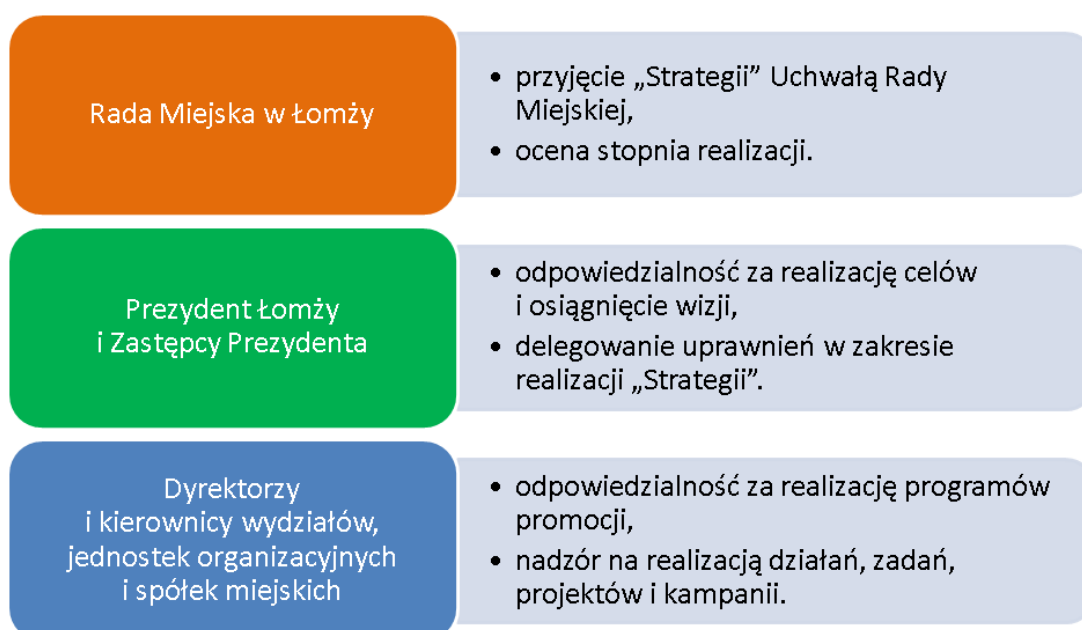 Rada Miejska w Łomży
• przyjęcie „Strategii” Uchwałą Rady
Miejskiej,
• ocena stopnia realizacji.
Prezydent Łomży
i Zastępcy Prezydenta
• odpowiedzialność za realizację celów
i osiągnięcie wizji,
• delegowanie uprawnień w zakresie
realizacji „Strategii”.
Dyrektorzy
i kierownicy wydziałów,
jednostek organizacyjnych
i spółek miejskich
• odpowiedzialność za realizację programów
promocji,
• nadzór na realizacją działań, zadań,
projektów i kampanii.